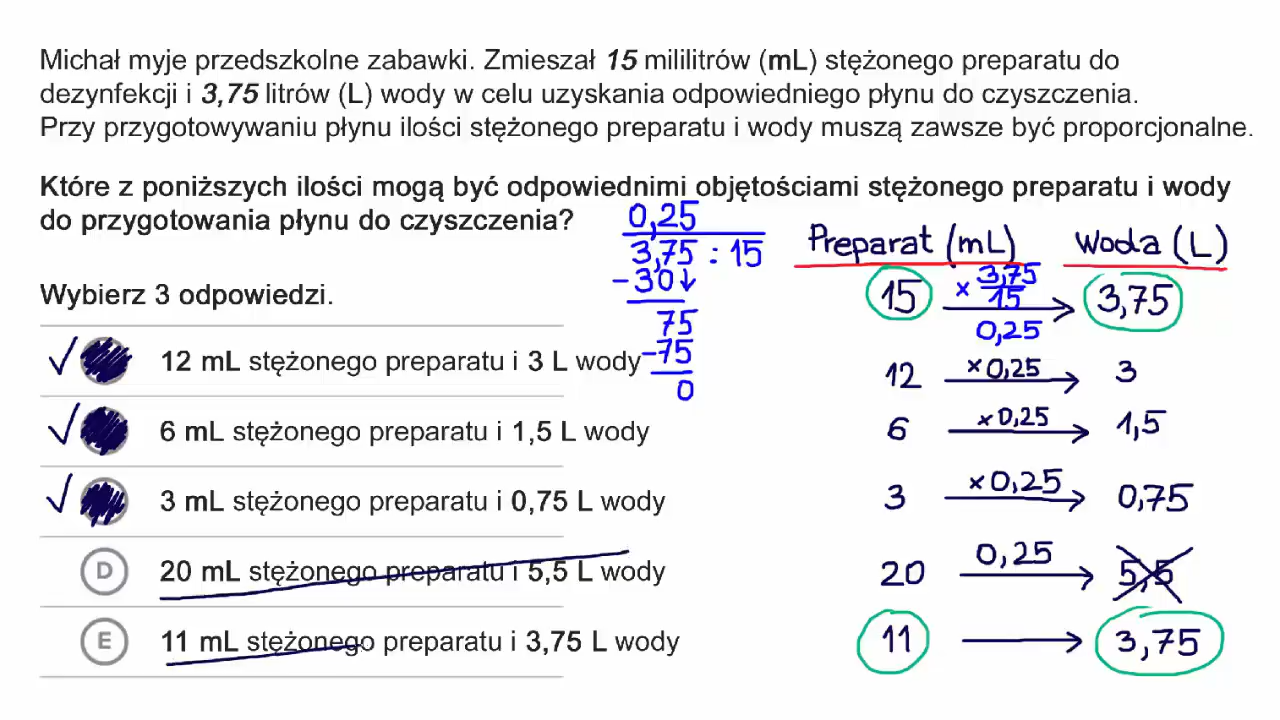 Michał myje przedszkolne zabawki. Zmieszał 15 mililitrów (mL) stężonego preparatu do
dezynfekcji i 3,75 litrów (L) wody w celu uzyskania odpowiedniego płynu do czyszczenia.
Przy przygotowywaniu płynu ilości stężonego preparatu i wody muszą zawsze być proporcjonalne.
Które z poniższych ilości mogą być odpowiednimi objętościami stężonego preparatu i wody
do przygotowania płynu do czyszczenia?
Wybierz 3 odpowiedzi.
12 mL stężonego preparatu i 3 L wody
6 mL stężonego preparatu i 1,5 L wody
3 mL stężonego preparatu i 0,75 L wody
D 20 mL stężonego preparatu i 5,5 L wody
E 11 mL stężonego preparatu i 3,75 L wody
0,25
3,75 : 15
-30↓
75
-75
0
Preparat (mL) Woda (L)
15 × 3,75/15 0,25 → 3,75
12 ×0,25 → 3
6 ×0,25 → 1,5
3 ×0,25 → 0,75
20 0,25 → 5,5
11 → 3,75